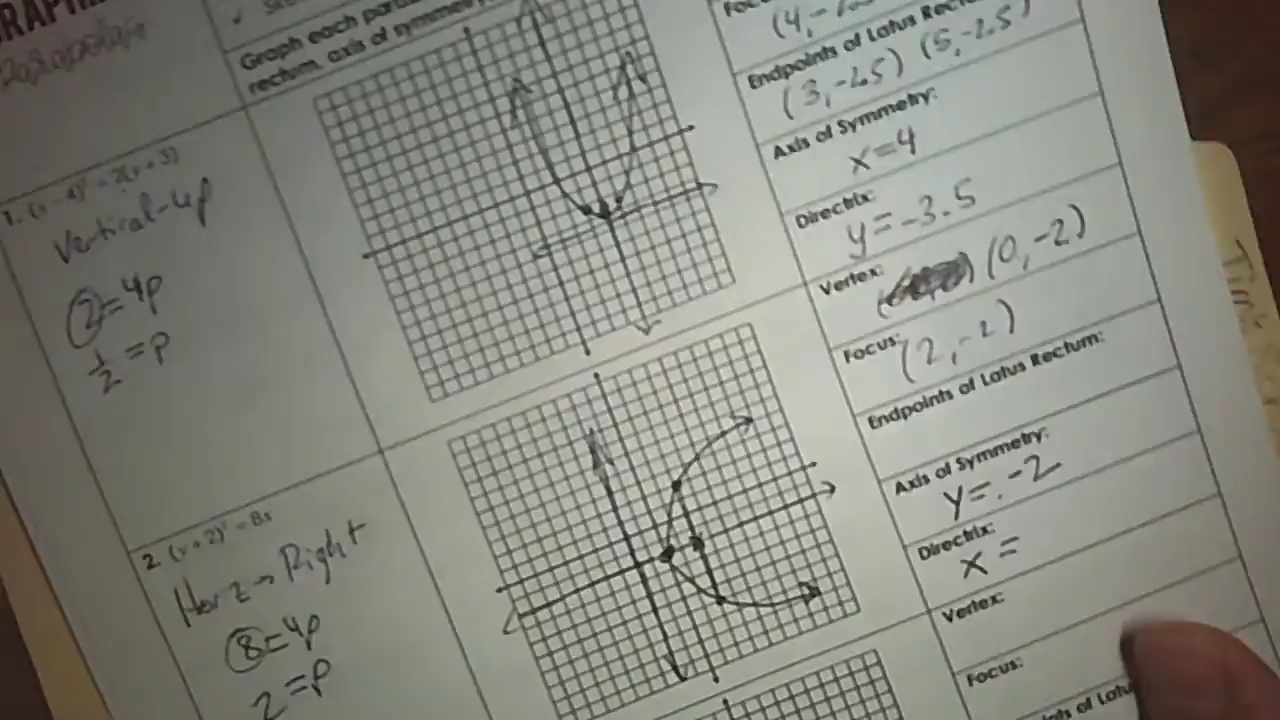 Graph each
rectum, axis of symmetry
(4,-2.5)
Endpoints of Latus Rectum:
(3,-2.5) (5,-2.5)
Axis of Symmetry:
x=4
Directrix:
y=-3.5
1. (x - 4)² = 2(y + 3)
Vertical-up
2=4p
1/2 =p
Vertex:
(0,-2)
Focus:
(2,-2)
Endpoints of Latus Rectum:
Axis of Symmetry:
y=-2
Directrix:
x=
2. (y + 2)² = 8x
Horiz→Right
8=4p
2=p
Vertex:
Focus: